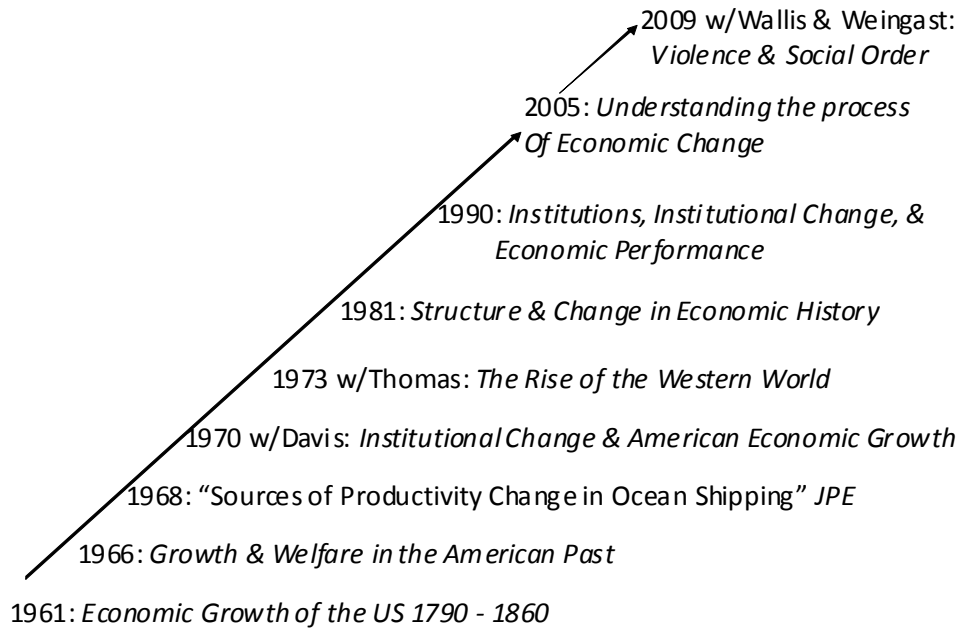 2009 w/Wallis & Weingast:
Violence & Social Order
2005: Understanding the process
Of Economic Change
1990: Institutions, Institutional Change, &
Economic Performance
1981: Structure & Change in Economic History
1973 w/Thomas: The Rise of the Western World
1970 w/Davis: Institutional Change & American Economic Growth
1968: “Sources of Productivity Change in Ocean Shipping” JPE
1966: Growth & Welfare in the American Past
1961: Economic Growth of the US 1790 - 1860